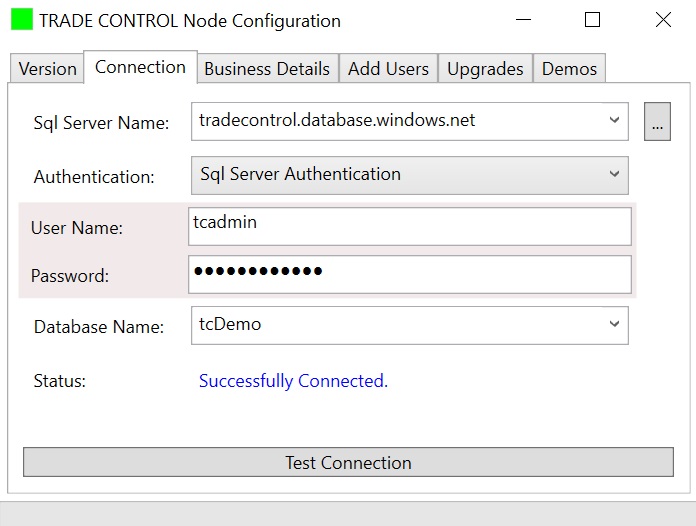 TRADE CONTROL Node Configuration
Version Connection Business Details Add Users Upgrades Demos
Sql Server Name: tradecontrol.database.windows.net ...
Authentication: Sql Server Authentication
User Name: tcadmin
Password: ●●●●●●●●●●●●
Database Name: tcDemo
Status: Successfully Connected.
Test Connection